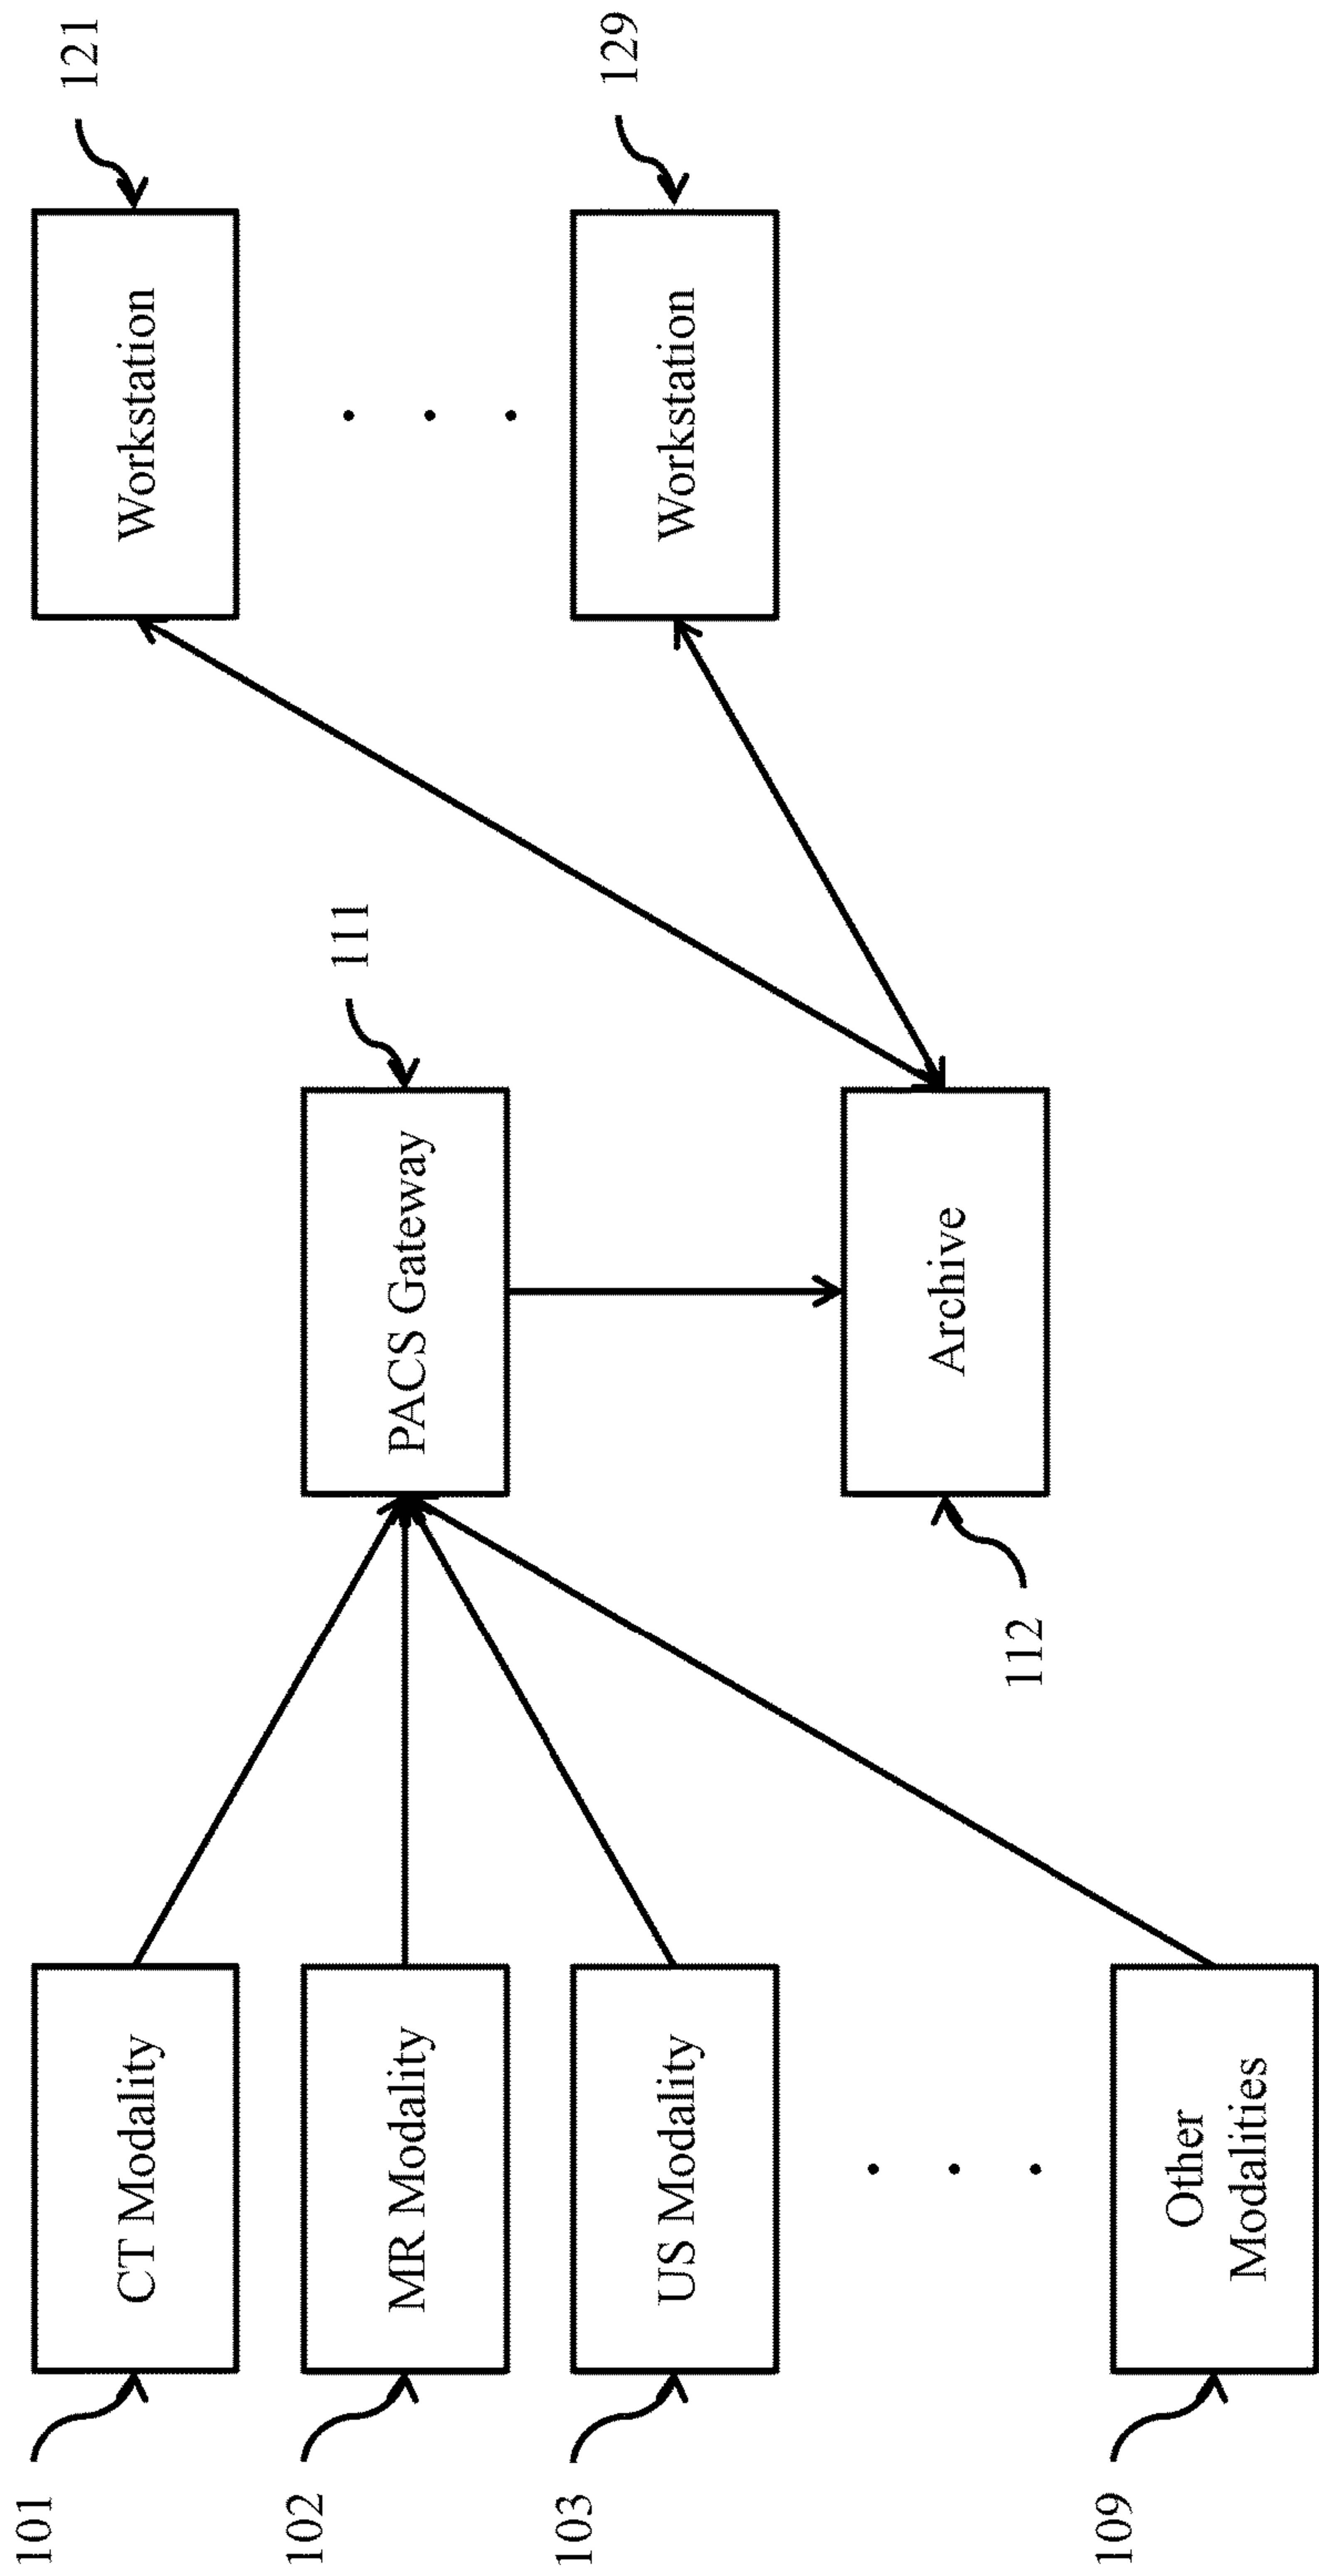 101
CT Modality
102
MR Modality
103
US Modality
109
Other
Modalities
PACS Gateway
111
Archive
112
Workstation
121
Workstation
129